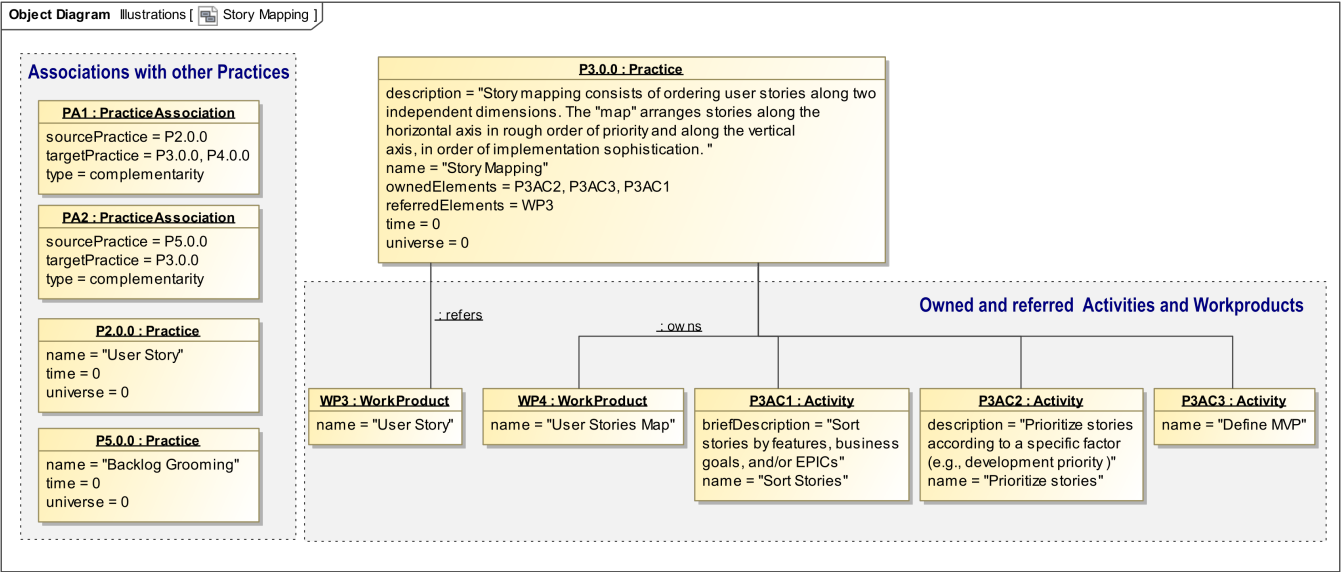 Object Diagram Illustrations [ Story Mapping ]
Associations with other Practices
PA1 : PracticeAssociation
sourcePractice = P2.0.0
targetPractice = P3.0.0, P4.0.0
type = complementarity
PA2 : PracticeAssociation
sourcePractice = P5.0.0
targetPractice = P3.0.0
type = complementarity
P2.0.0 : Practice
name = "User Story"
time = 0
universe = 0
P5.0.0 : Practice
name = "Backlog Grooming"
time = 0
universe = 0
P3.0.0 : Practice
description = "Story mapping consists of ordering user stories along two
independent dimensions. The "map" arranges stories along the
horizontal axis in rough order of priority and along the vertical
axis, in order of implementation sophistication. "
name = "Story Mapping"
ownedElements = P3AC2, P3AC3, P3AC1
referredElements = WP3
time = 0
universe = 0
Owned and referred Activities and Workproducts
: refers
: owns
WP3 : WorkProduct
name = "User Story"
WP4 : WorkProduct
name = "User Stories Map"
P3AC1 : Activity
briefDescription = "Sort
stories by features, business
goals, and/or EPICs"
name = "Sort Stories"
P3AC2 : Activity
description = "Prioritize stories
according to a specific factor
(e.g., development priority )"
name = "Prioritize stories"
P3AC3 : Activity
name = "Define MVP"